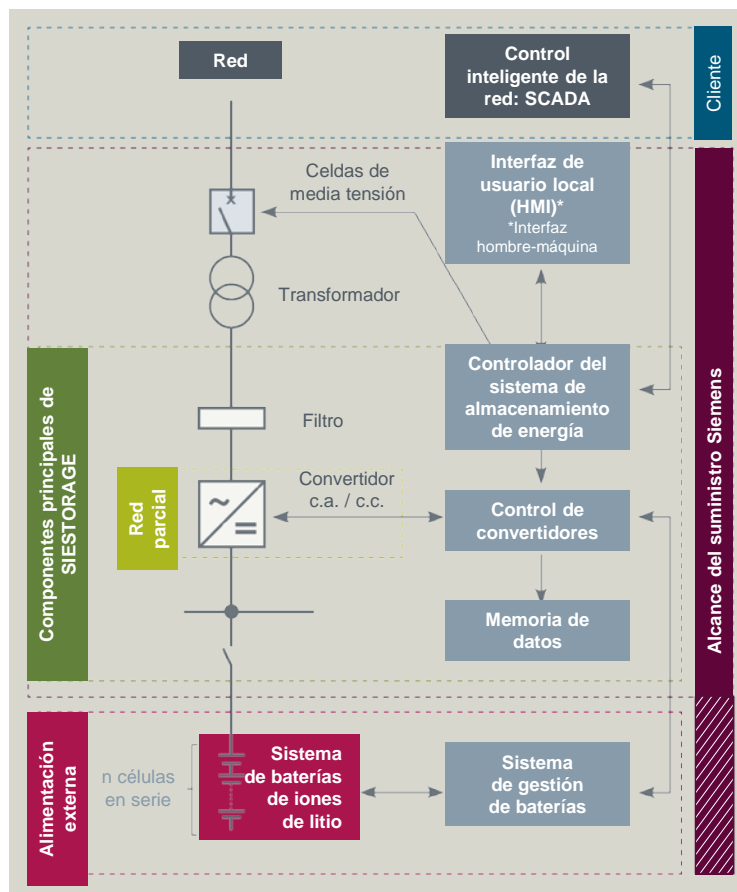 Red
Control
inteligente de la
red: SCADA
Cliente
Celdas de
media tensión
Interfaz de
usuario local
(HMI)*
*Interfaz
hombre-máquina
Transformador
Alcance del suministro Siemens
Componentes principales de
SIESTORAGE
Controlador del
sistema de
almacenamiento
de energía
Filtro
Red
parcial
Convertidor
c.a. / c.c.
Control de
convertidores
Memoria de
datos
Alimentación
externa
n células
en serie
Sistema
de baterías
de iones
de litio
Sistema
de gestión
de baterías